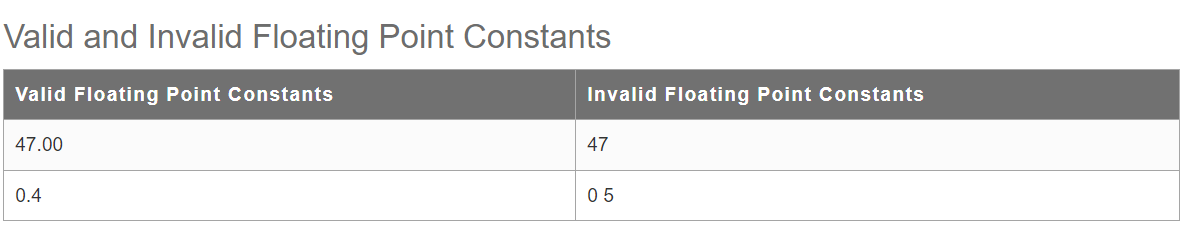 Valid and Invalid Floating Point Constants
Valid Floating Point Constants Invalid Floating Point Constants
47.00 47
0.4 0 5